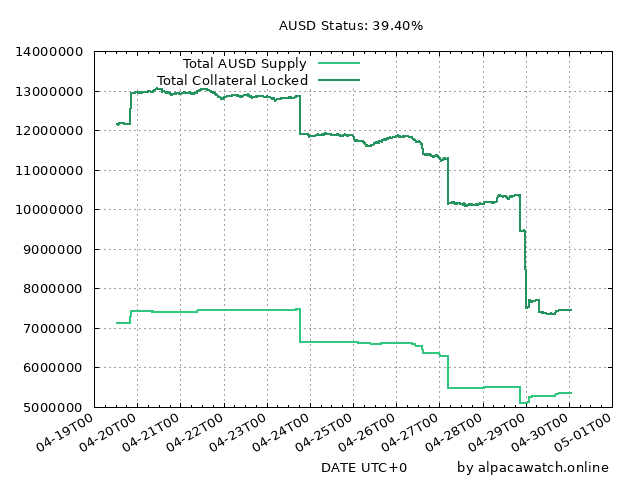 AUSD Status: 39.40%
14000000
13000000
12000000
11000000
10000000
9000000
8000000
7000000
6000000
5000000
Total AUSD Supply
Total Collateral Locked
04-19T00
04-20T00
04-21T00
04-22T00
04-23T00
04-24T00
04-25T00
04-26T00
04-27T00
04-28T00
04-29T00
04-30T00
05-01T00
DATE UTC+0
by alpacawatch.online